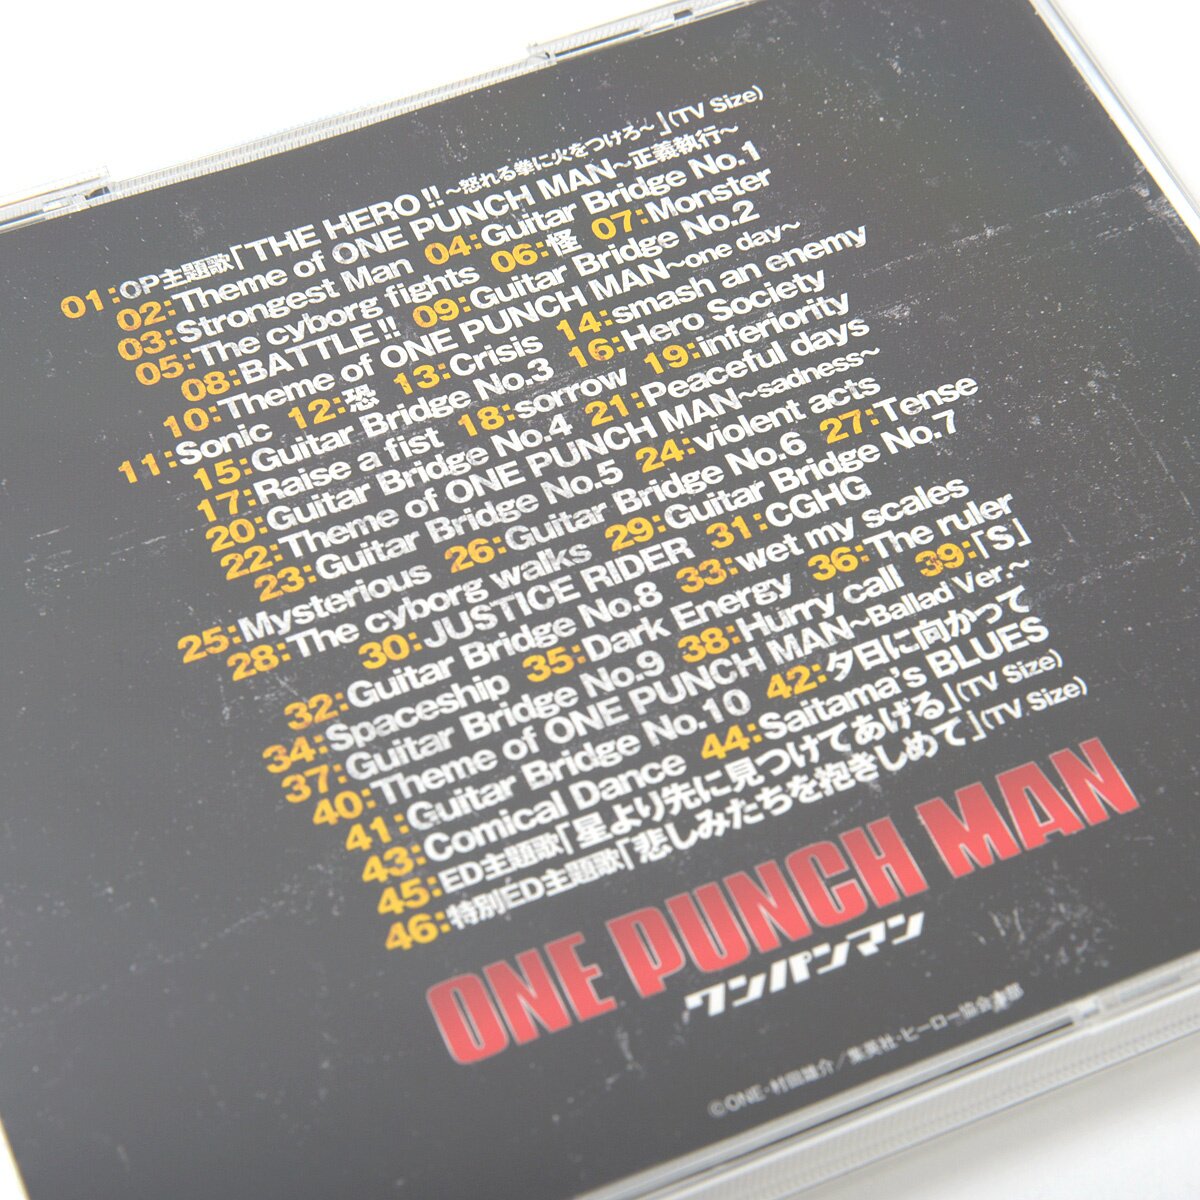 01:OP主題歌「THE HERO!! ~怒れる拳に火をつけろ~」(TV Size)
02:Theme of ONE PUNCH MAN~正義執行~
03:Strongest Man 04:Guitar Bridge No.1
05:The cyborg fights 06:怪 07:Monster
08:BATTLE!! 09:Guitar Bridge No.2
10:Theme of ONE PUNCH MAN~one day~
11:Sonic 12:恐 13:Crisis 14:smash an enemy
15:Guitar Bridge No.3 16:Hero Society
17:Raise a fist 18:sorrow 19:inferiority
20:Guitar Bridge No.4 21:Peaceful days
22:Theme of ONE PUNCH MAN~sadness~
23:Guitar Bridge No.5 24:violent acts
25:Mysterious 26:Guitar Bridge No.6 27:Tense
28:The cyborg walks 29:Guitar Bridge No.7
30:JUSTICE RIDER 31:CGHG
32:Guitar Bridge No.8 33:wet my scales
34:Spaceship 35:Dark Energy 36:The ruler
37:Guitar Bridge No.9 38:Hurry call 39:「S」
40:Theme of ONE PUNCH MAN~Ballad Ver.~
41:Guitar Bridge No.10 42:夕日に向かって
43:Comical Dance 44:Saitama's BLUES
45:ED主題歌「星より先に見つけてあげる」(TV Size)
46:特別ED主題歌「悲しみたちを抱きしめて」(TV Size)
ONE PUNCH MAN
ワンパンマン
©ONE・村田雄介／集英社・ヒーロー協会本部